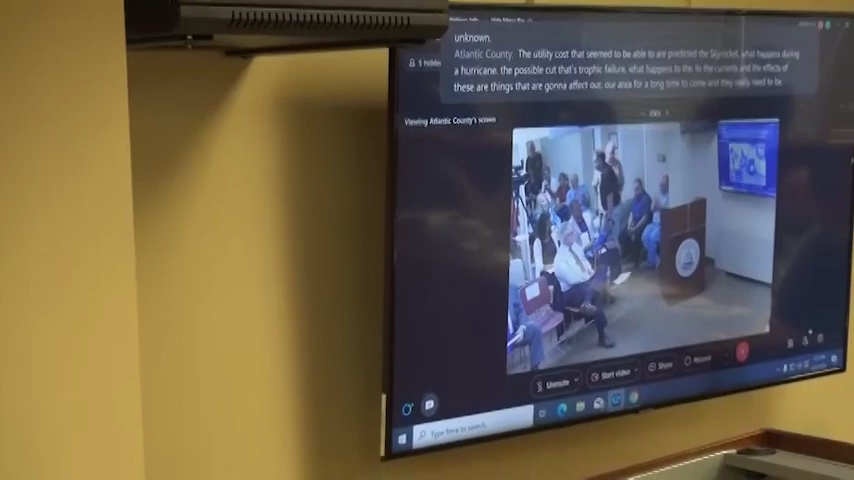 unknown.
Atlantic County: The utility cost that seemed to be able to are predicted the Skyrocket, what happens during
a hurricane. the possible cut that's trophic failure, what happens to the. to the currents and the effects of
these are things that are gonna affect our, our area for a long time to come and they really need to be.
5 hidden
Viewing Atlantic County's screen
Unmute
Start video
Share
Record
Type here to search